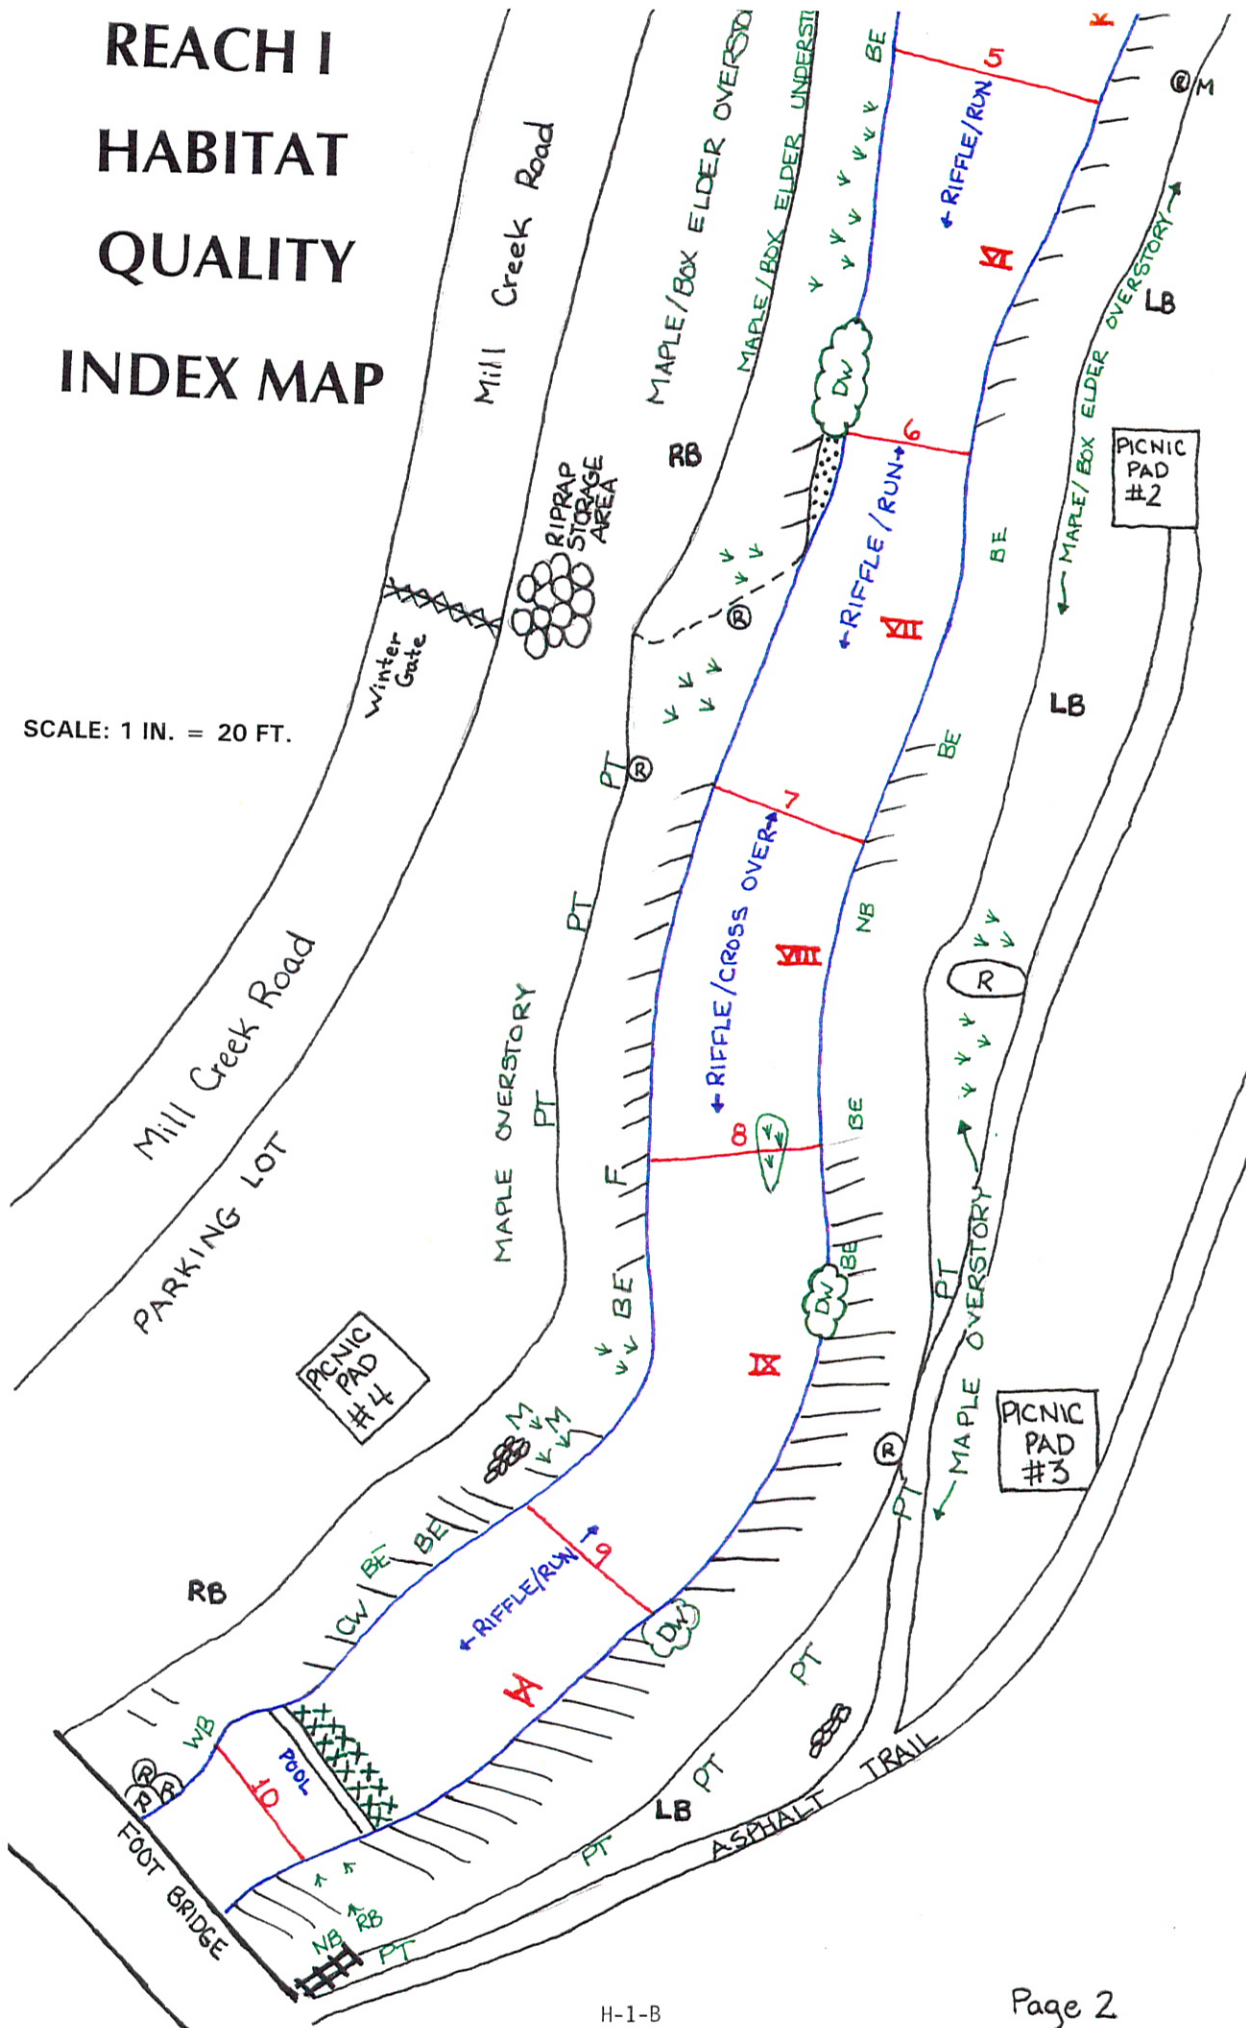 REACH I
HABITAT
QUALITY
INDEX MAP
SCALE: 1 IN. = 20 FT.
Mill Creek Road
MAPLE/BOX ELDER OVERSTO
MAPLE/BOX ELDER UNDERSTI
BE
5
RIFFLE/RUN
XI
R M
MAPLE/BOX ELDER OVERSTORY
LB
DW
6
RB
PICNIC
PAD
#2
RIPRAP
STORAGE
AREA
RIFFLE/RUN
BE
R
VII
Winter
Gate
LB
BE
PT R
7
RIFFLE/CROSS OVER
PT
NB
VIII
R
Mill Creek Road
MAPLE OVERSTORY
PT
BE
8
F
PARKING LOT
BE
BE
DW
PT
MAPLE OVERSTORY
IX
PICNIC
PAD
#4
M M
PICNIC
PAD
#3
R
PT
BE
BE
9
RIFFLE/RUN
RB
CW
DW
X
PT
WB
POOL
R
R R
10
PT
LB
ASPHALT TRAIL
FOOT BRIDGE
PT
RB
NB
PT
H-1-B
Page 2